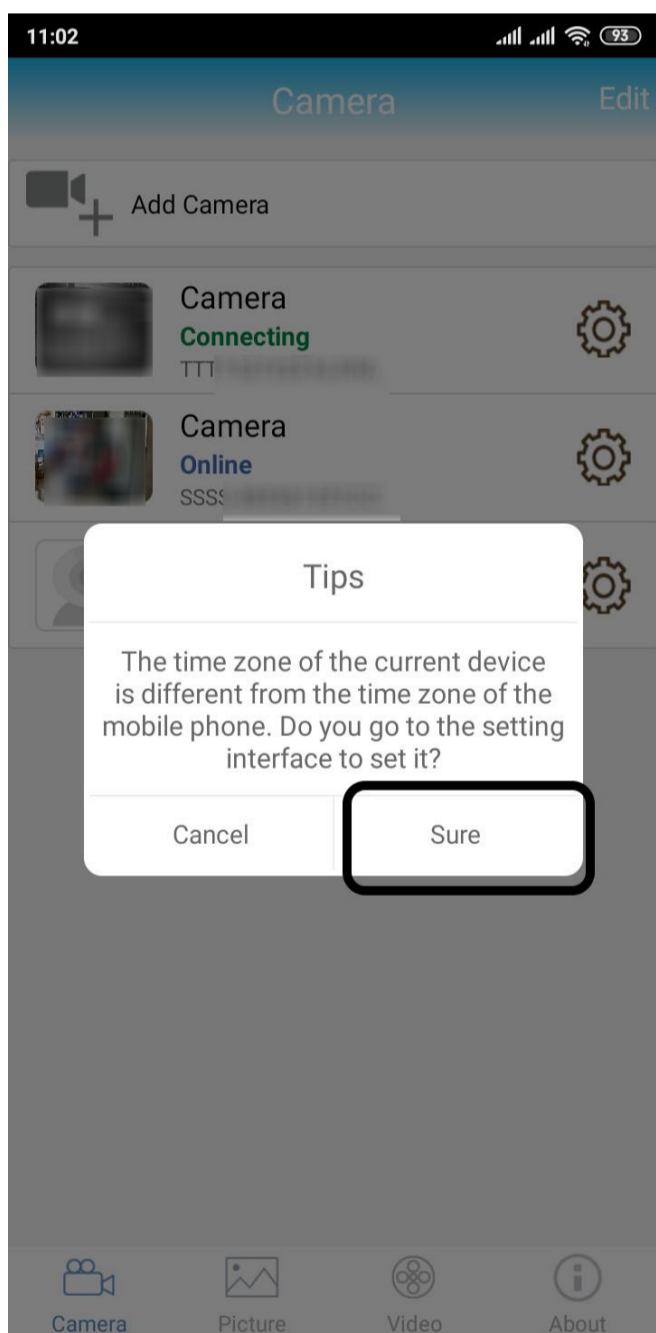 11:02
93
Camera
Edit
Add Camera
Camera
Connecting
TTT
Camera
Online
SSSS
Tips
The time zone of the current device
is different from the time zone of the
mobile phone. Do you go to the setting
interface to set it?
Cancel
Sure
Camera
Picture
Video
About